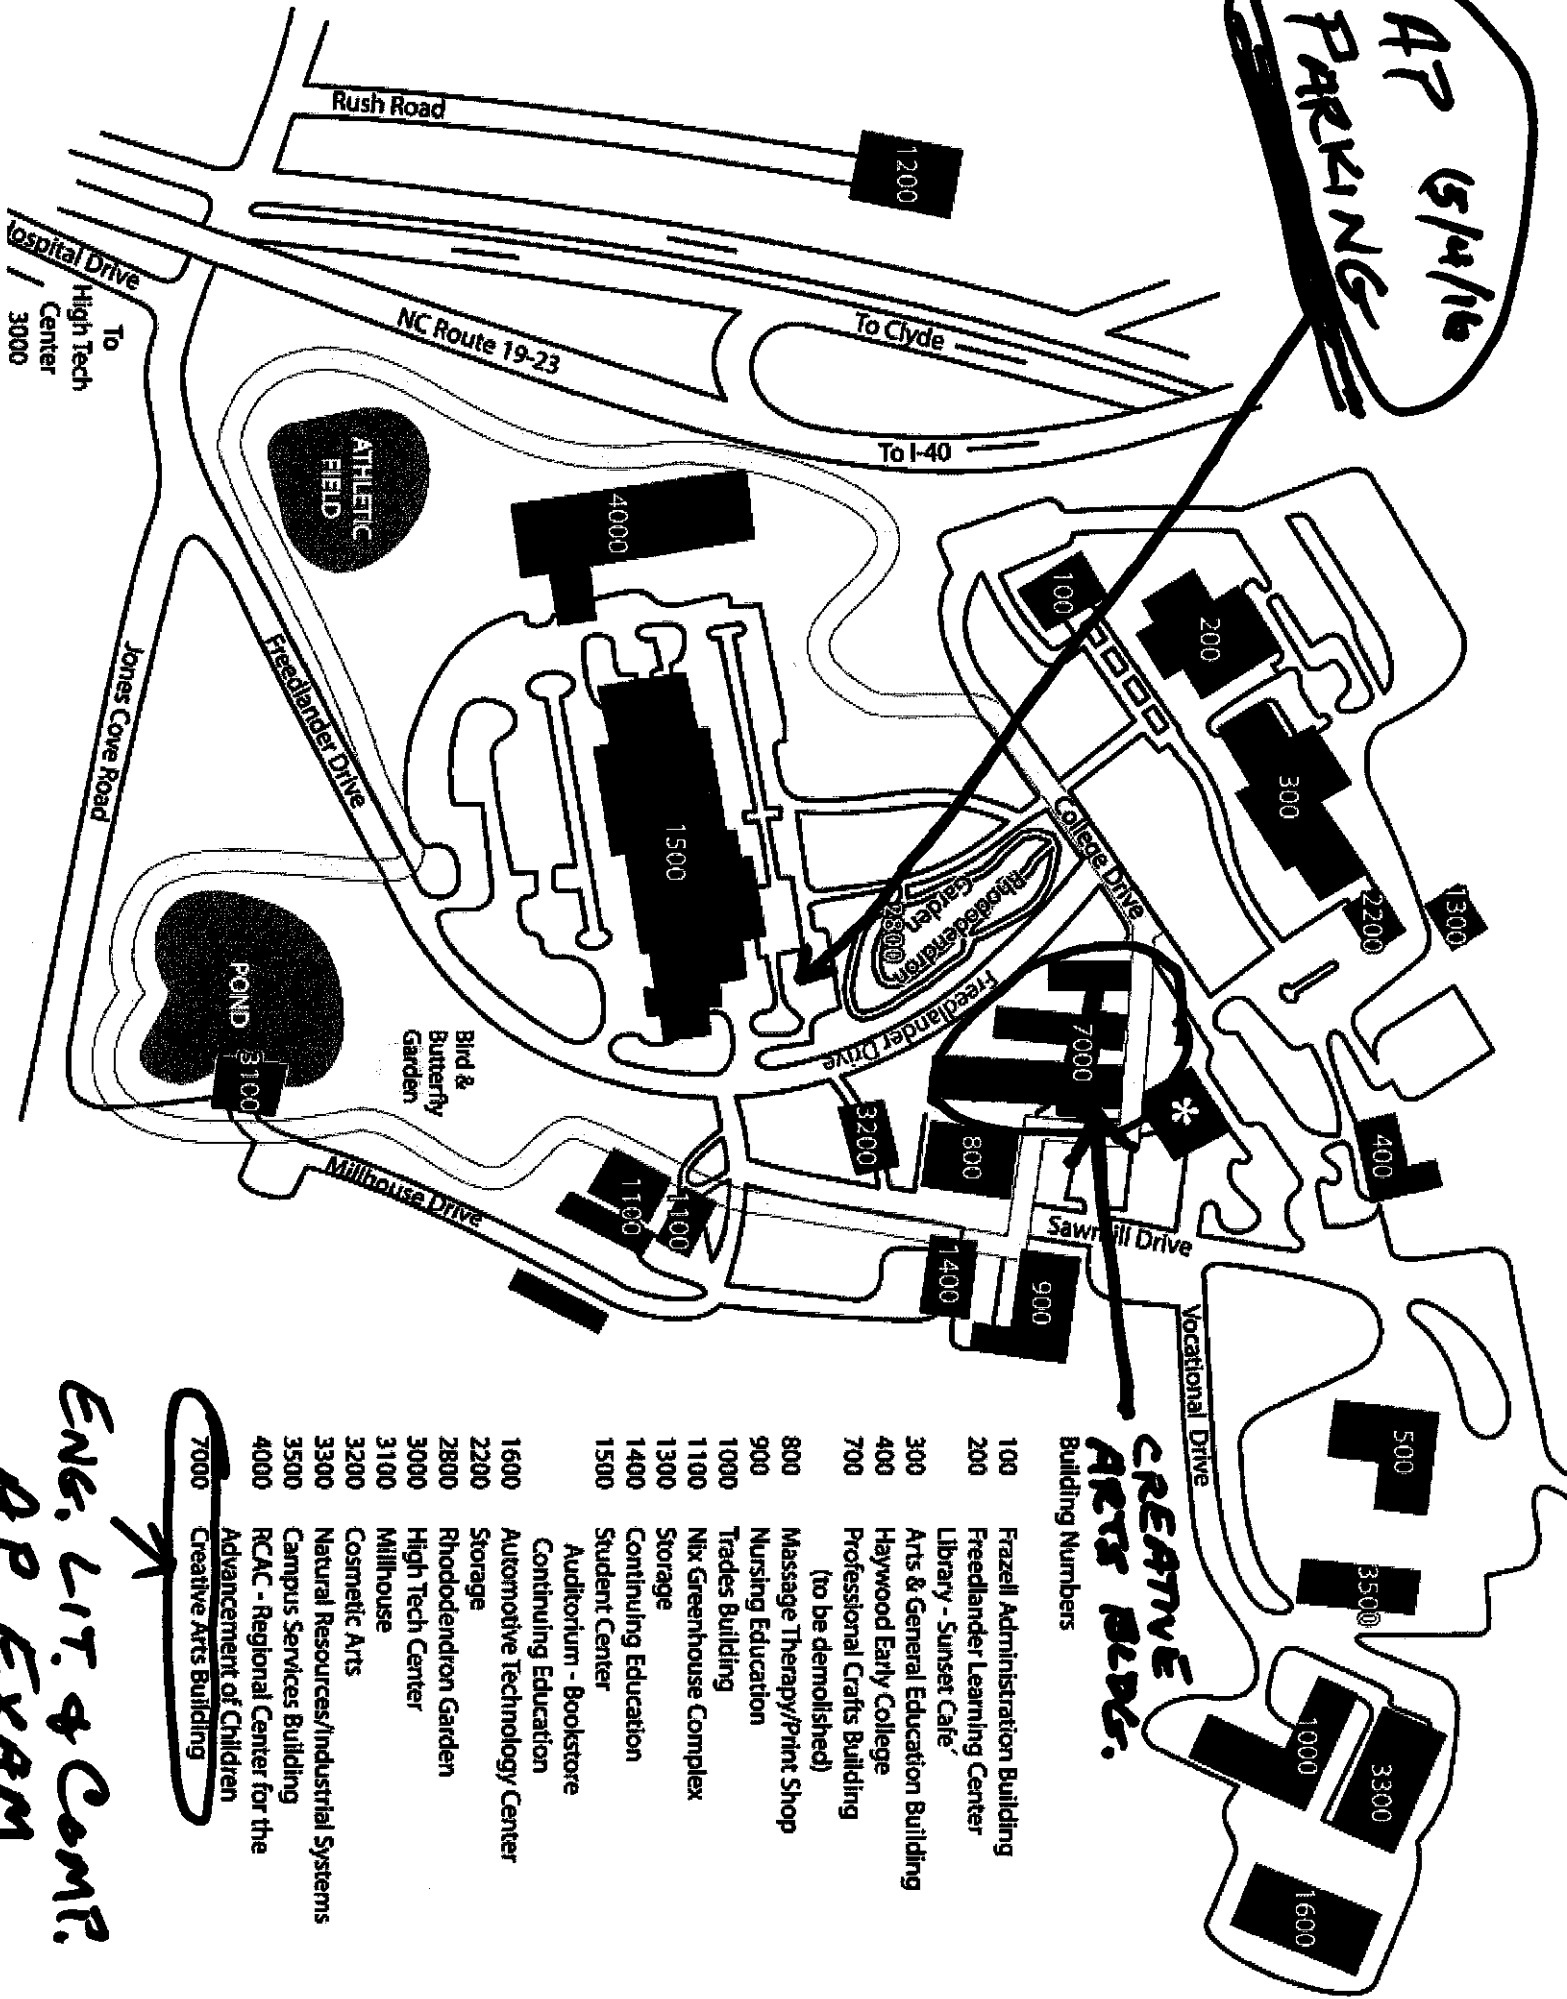 AP (5/4/16
PARKING
Rush Road
1200
Hospital Drive
To
High Tech
Center
3000
NC Route 19-23
To Clyde
To I-40
ATHLETIC
FIELD
4000
100
200
300
2200
1300
Jones Cove Road
Freedlander Drive
1500
College Drive
Rhododendron
Garden
2800
Freedlander Drive
7000
*
400
POND
3100
Bird &
Butterfly
Garden
3200
800
Millhouse Drive
1100
1100
Sawmill Drive
1400
900
Vocational Drive
500
3500
1000
3300
1600
CREATIVE
ARTS BLDG.
Building Numbers
100 Frazell Administration Building
200 Freedlander Learning Center
Library - Sunset Cafe´
300 Arts & General Education Building
400 Haywood Early College
700 Professional Crafts Building
(to be demolished)
800 Massage Therapy/Print Shop
900 Nursing Education
1000 Trades Building
1100 Nix Greenhouse Complex
1300 Storage
1400 Continuing Education
1500 Student Center
Auditorium - Bookstore
Continuing Education
1600 Automotive Technology Center
2200 Storage
2800 Rhododendron Garden
3000 High Tech Center
3100 Millhouse
3200 Cosmetic Arts
3300 Natural Resources/Industrial Systems
3500 Campus Services Building
4000 RCAC - Regional Center for the
Advancement of Children
7000 Creative Arts Building
ENG. LIT. & COMP.
AP EXAM